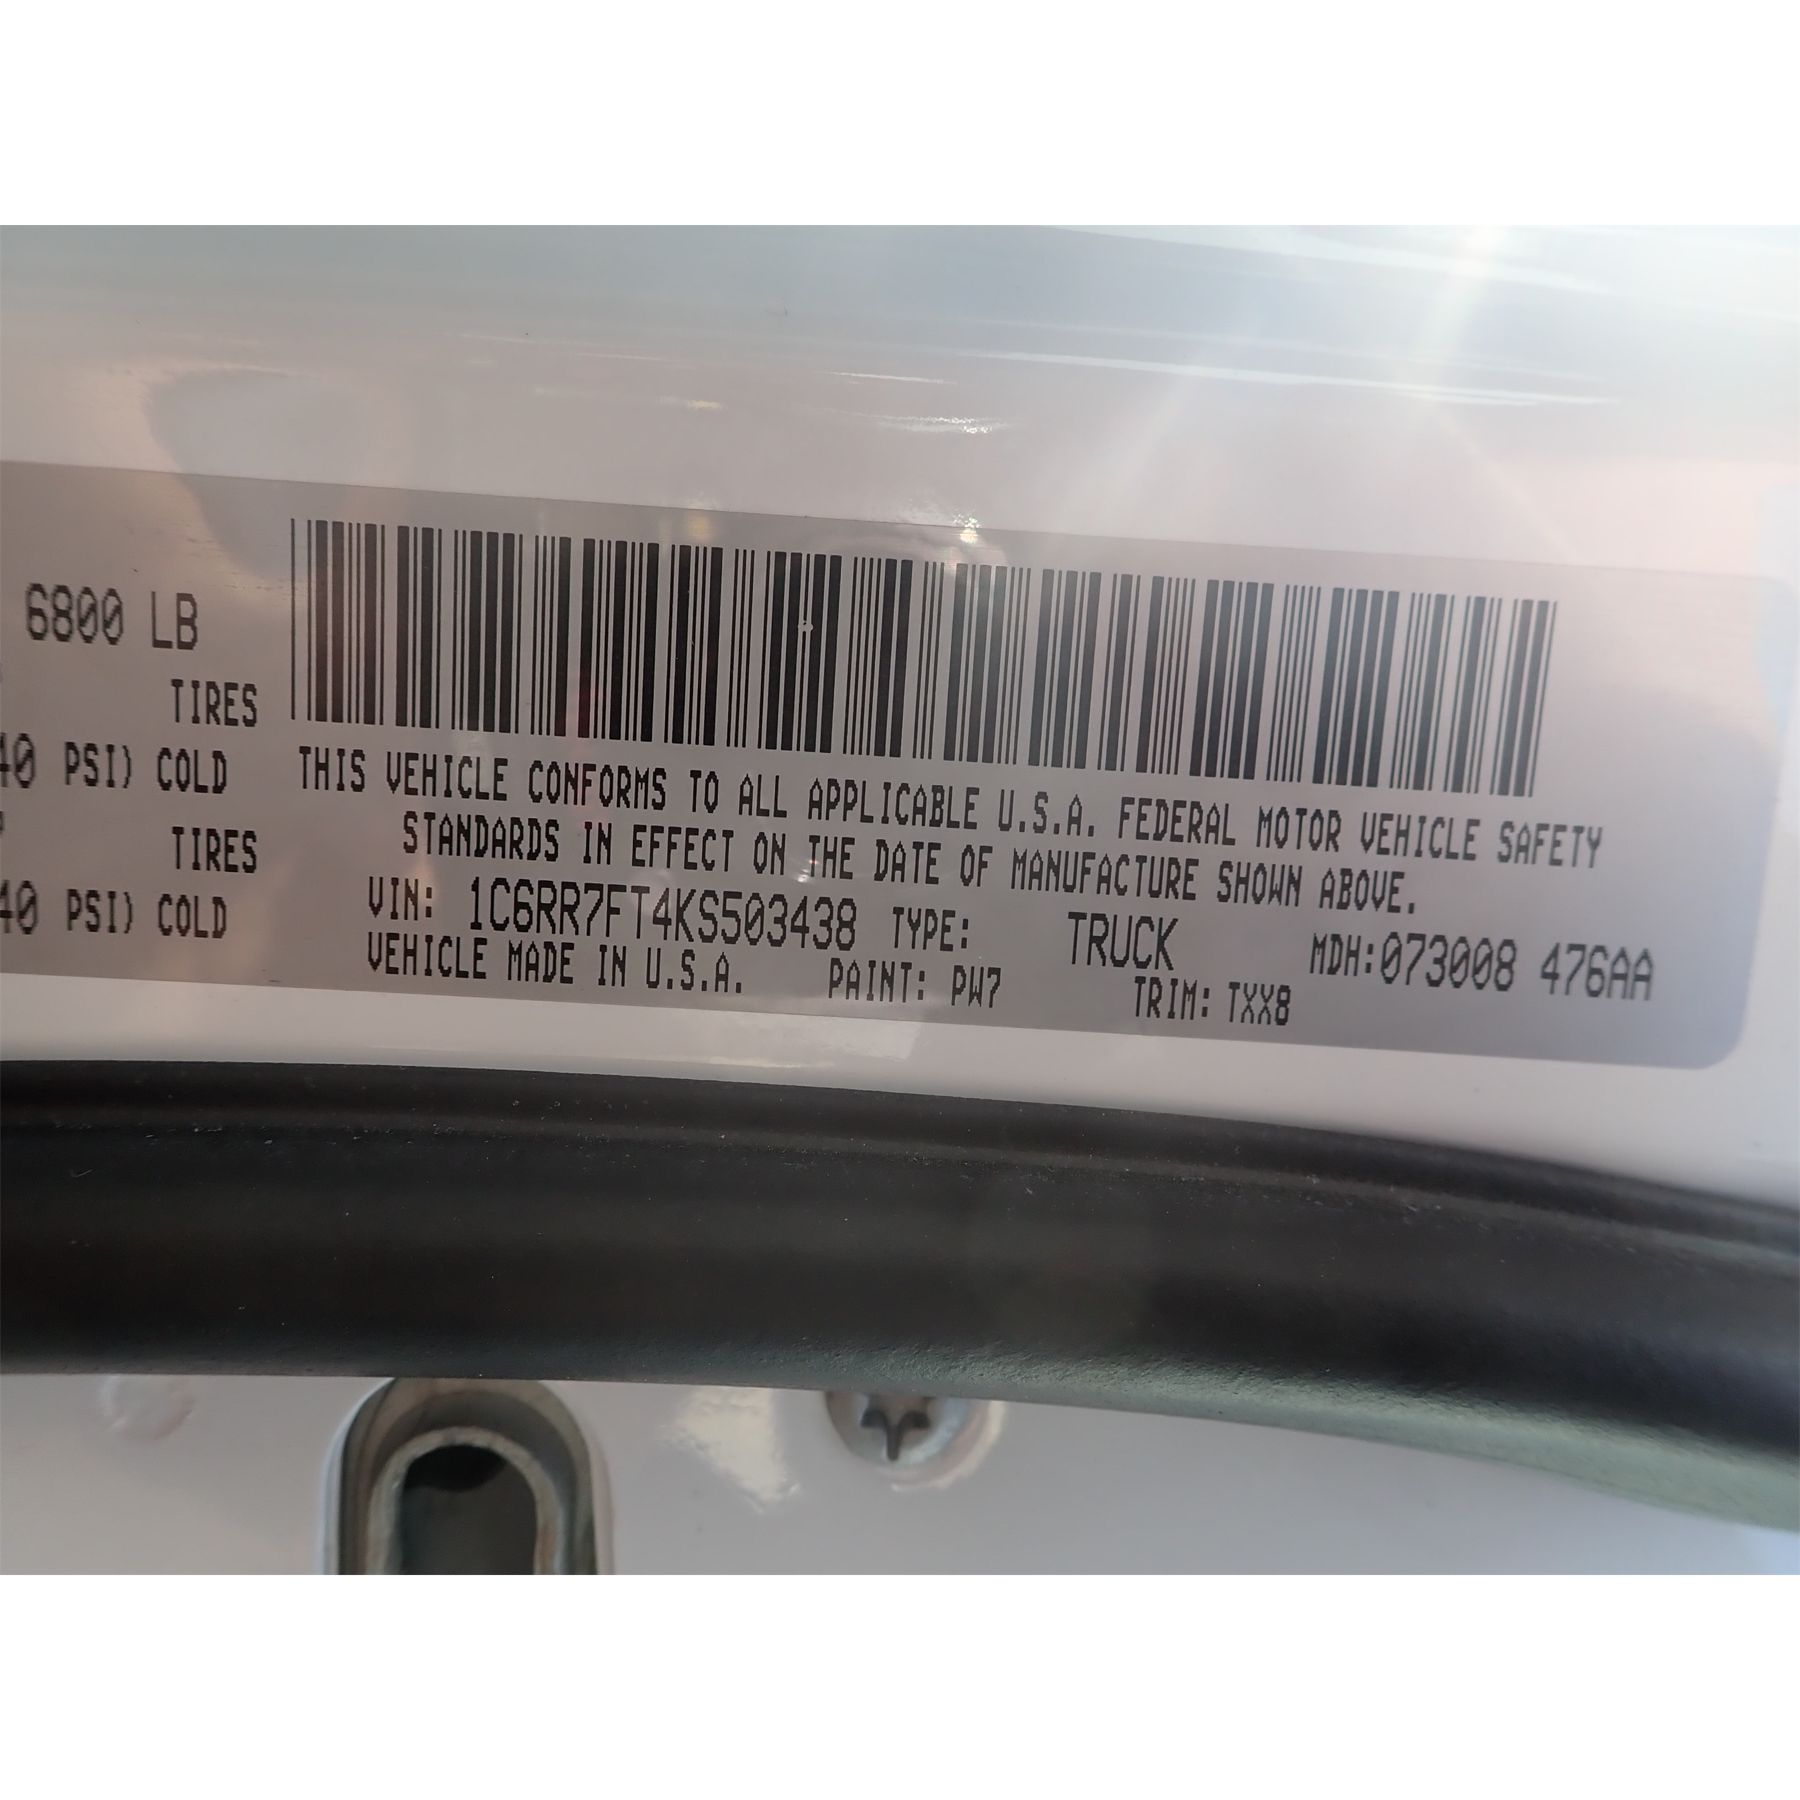 6800 LB
TIRES
40 PSI) COLD
TIRES
40 PSI) COLD
THIS VEHICLE CONFORMS TO ALL APPLICABLE U.S.A. FEDERAL MOTOR VEHICLE SAFETY
STANDARDS IN EFFECT ON THE DATE OF MANUFACTURE SHOWN ABOVE.
VIN: 1C6RR7FT4KS503438 TYPE: TRUCK MDH:073008 476AA
VEHICLE MADE IN U.S.A. PAINT: PW7 TRIM: TXX8